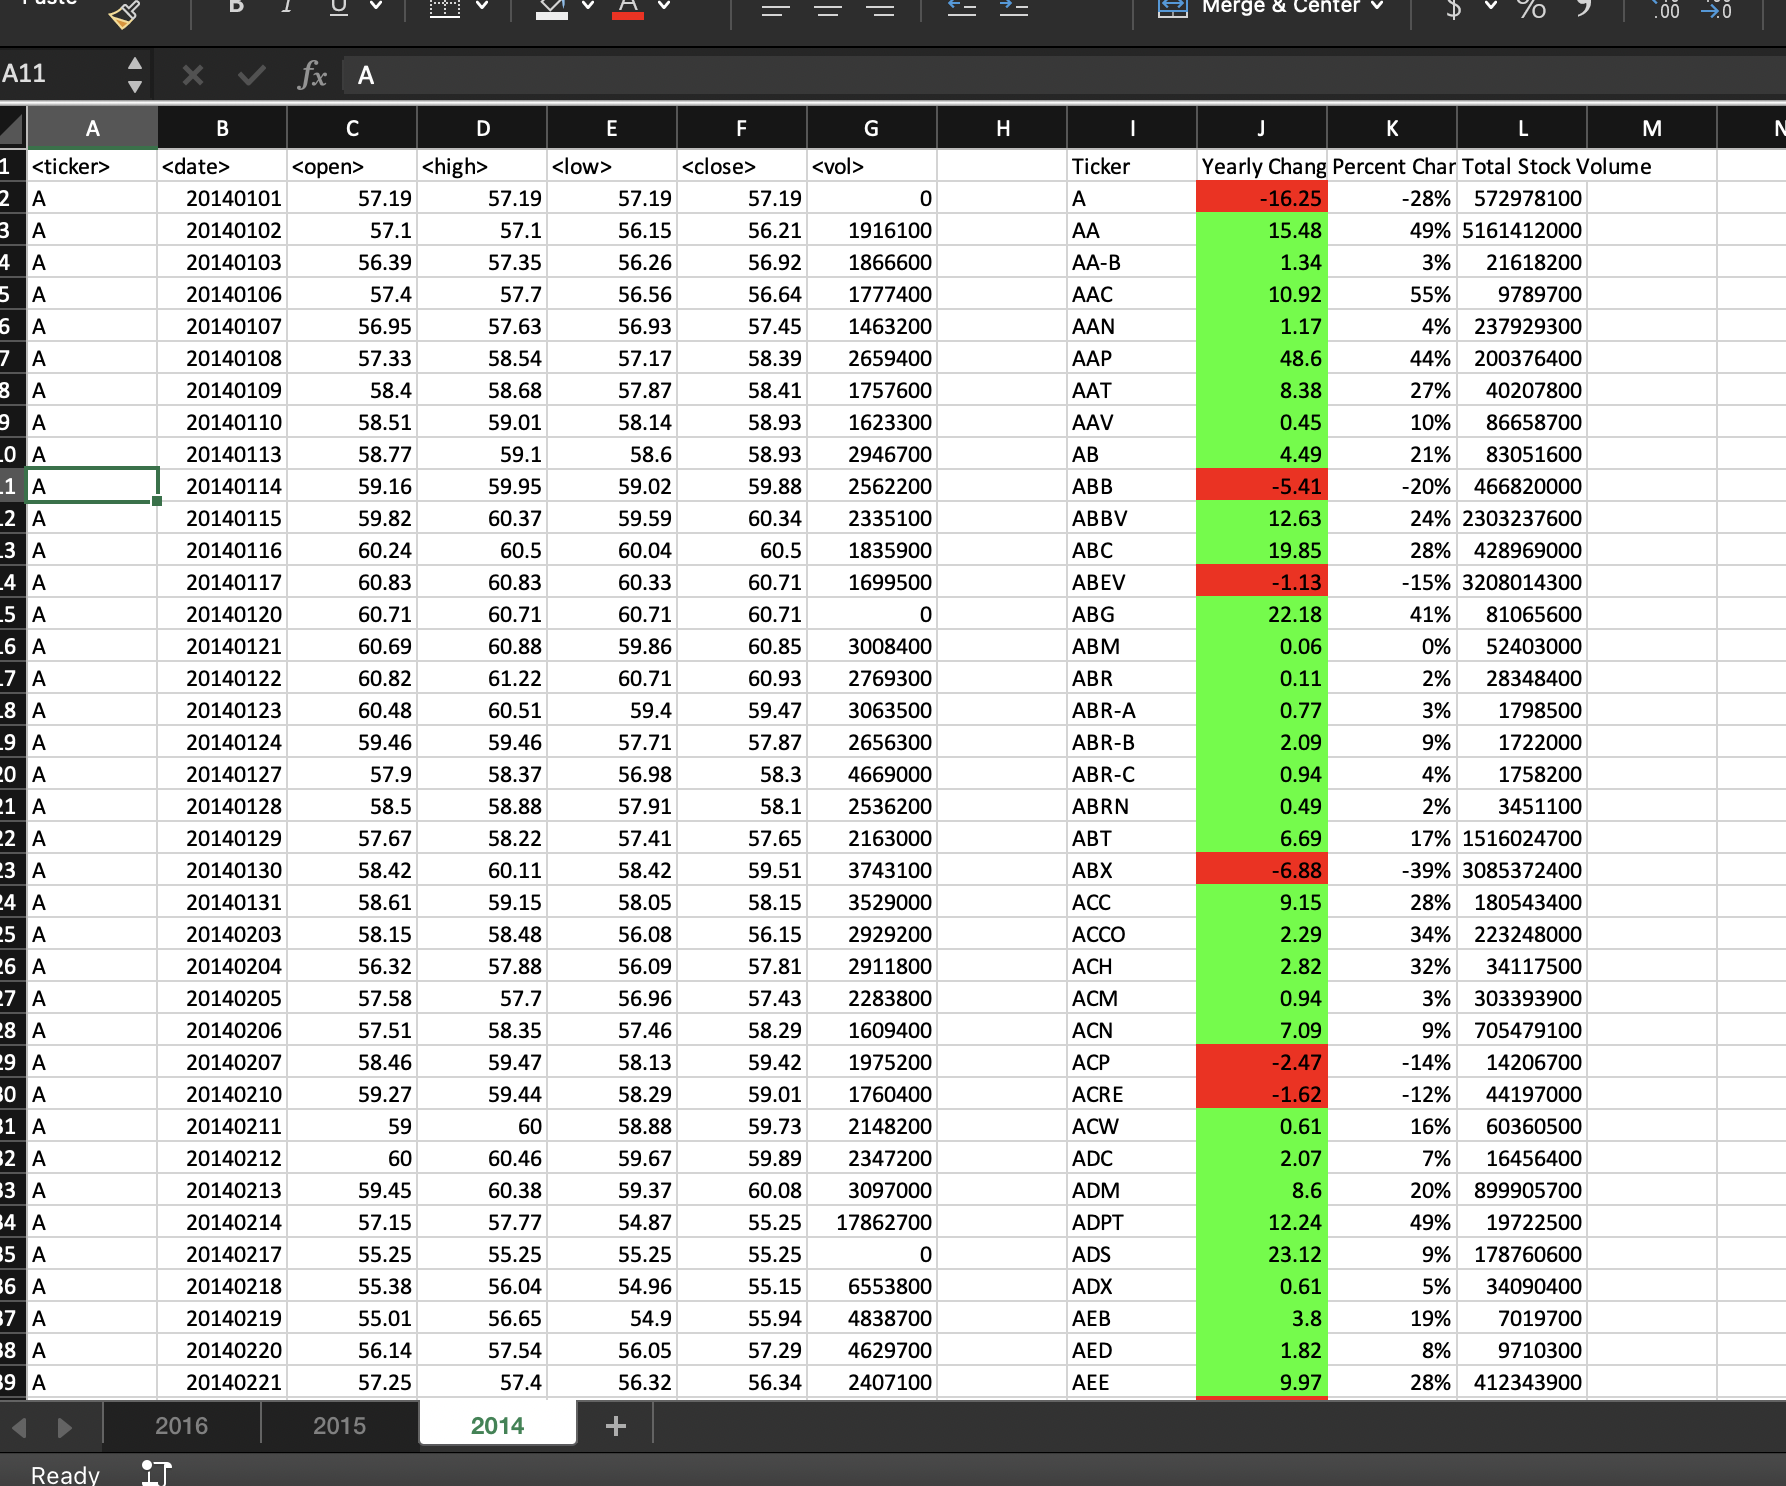 Merge & Center
A11 fx A
A B C D E F G H I J K L M
1 <ticker> <date> <open> <high> <low> <close> <vol> Ticker Yearly Chang Percent Char Total Stock Volume
2 A 20140101 57.19 57.19 57.19 57.19 0 A -16.25 -28% 572978100
3 A 20140102 57.1 57.1 56.15 56.21 1916100 AA 15.48 49% 5161412000
4 A 20140103 56.39 57.35 56.26 56.92 1866600 AA-B 1.34 3% 21618200
5 A 20140106 57.4 57.7 56.56 56.64 1777400 AAC 10.92 55% 9789700
6 A 20140107 56.95 57.63 56.93 57.45 1463200 AAN 1.17 4% 237929300
7 A 20140108 57.33 58.54 57.17 58.39 2659400 AAP 48.6 44% 200376400
8 A 20140109 58.4 58.68 57.87 58.41 1757600 AAT 8.38 27% 40207800
9 A 20140110 58.51 59.01 58.14 58.93 1623300 AAV 0.45 10% 86658700
10 A 20140113 58.77 59.1 58.6 58.93 2946700 AB 4.49 21% 83051600
11 A 20140114 59.16 59.95 59.02 59.88 2562200 ABB -5.41 -20% 466820000
12 A 20140115 59.82 60.37 59.59 60.34 2335100 ABBV 12.63 24% 2303237600
13 A 20140116 60.24 60.5 60.04 60.5 1835900 ABC 19.85 28% 428969000
14 A 20140117 60.83 60.83 60.33 60.71 1699500 ABEV -1.13 -15% 3208014300
15 A 20140120 60.71 60.71 60.71 60.71 0 ABG 22.18 41% 81065600
16 A 20140121 60.69 60.88 59.86 60.85 3008400 ABM 0.06 0% 52403000
17 A 20140122 60.82 61.22 60.71 60.93 2769300 ABR 0.11 2% 28348400
18 A 20140123 60.48 60.51 59.4 59.47 3063500 ABR-A 0.77 3% 1798500
19 A 20140124 59.46 59.46 57.71 57.87 2656300 ABR-B 2.09 9% 1722000
20 A 20140127 57.9 58.37 56.98 58.3 4669000 ABR-C 0.94 4% 1758200
21 A 20140128 58.5 58.88 57.91 58.1 2536200 ABRN 0.49 2% 3451100
22 A 20140129 57.67 58.22 57.41 57.65 2163000 ABT 6.69 17% 1516024700
23 A 20140130 58.42 60.11 58.42 59.51 3743100 ABX -6.88 -39% 3085372400
24 A 20140131 58.61 59.15 58.05 58.15 3529000 ACC 9.15 28% 180543400
25 A 20140203 58.15 58.48 56.08 56.15 2929200 ACCO 2.29 34% 223248000
26 A 20140204 56.32 57.88 56.09 57.81 2911800 ACH 2.82 32% 34117500
27 A 20140205 57.58 57.7 56.96 57.43 2283800 ACM 0.94 3% 303393900
28 A 20140206 57.51 58.35 57.46 58.29 1609400 ACN 7.09 9% 705479100
29 A 20140207 58.46 59.47 58.13 59.42 1975200 ACP -2.47 -14% 14206700
30 A 20140210 59.27 59.44 58.29 59.01 1760400 ACRE -1.62 -12% 44197000
31 A 20140211 59 60 58.88 59.73 2148200 ACW 0.61 16% 60360500
32 A 20140212 60 60.46 59.67 59.89 2347200 ADC 2.07 7% 16456400
33 A 20140213 59.45 60.38 59.37 60.08 3097000 ADM 8.6 20% 899905700
34 A 20140214 57.15 57.77 54.87 55.25 17862700 ADPT 12.24 49% 19722500
35 A 20140217 55.25 55.25 55.25 55.25 0 ADS 23.12 9% 178760600
36 A 20140218 55.38 56.04 54.96 55.15 6553800 ADX 0.61 5% 34090400
37 A 20140219 55.01 56.65 54.9 55.94 4838700 AEB 3.8 19% 7019700
38 A 20140220 56.14 57.54 56.05 57.29 4629700 AED 1.82 8% 9710300
39 A 20140221 57.25 57.4 56.32 56.34 2407100 AEE 9.97 28% 412343900
2016 2015 2014 +
Ready